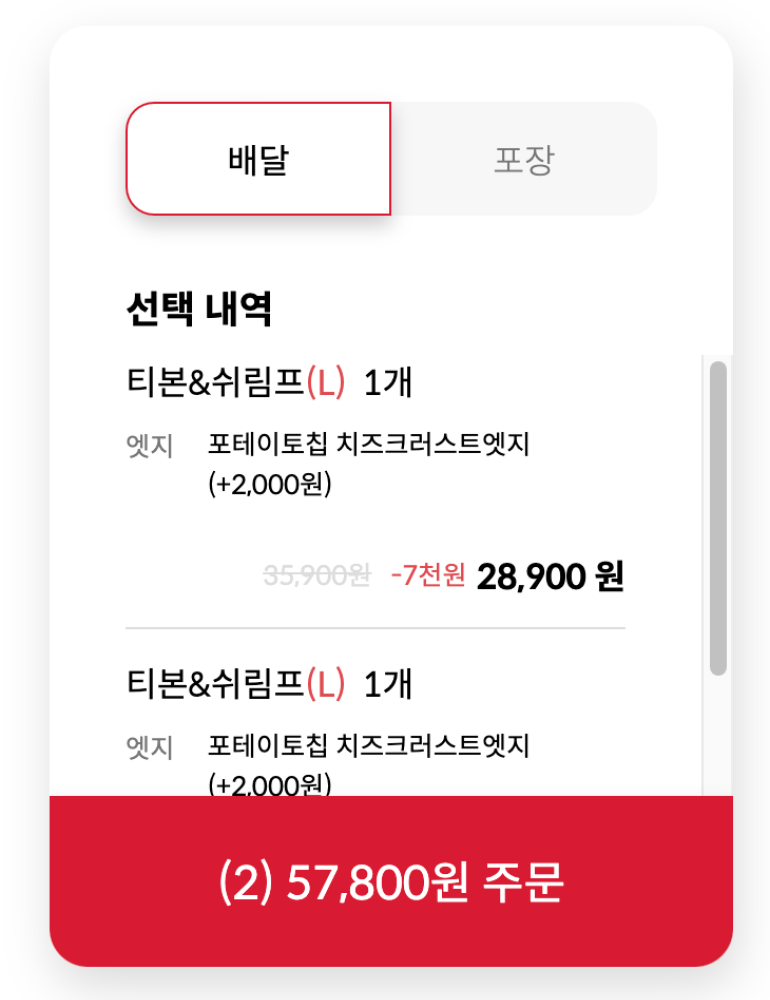 배달 포장
선택 내역
티본&쉬림프(L) 1개
엣지 포테이토칩 치즈크러스트엣지
(+2,000원)
35,900원 -7천원 28,900 원
티본&쉬림프(L) 1개
엣지 포테이토칩 치즈크러스트엣지
(+2,000원)
(2) 57,800원 주문